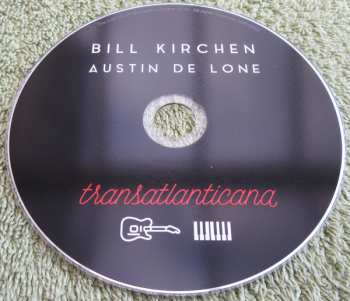 BILL KIRCHEN
AUSTIN DE LONE
transatlanticana